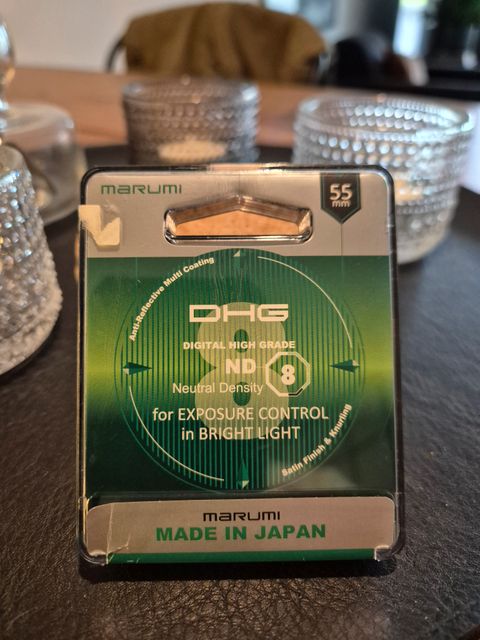 marumi
55
mm
Anti-Reflective Multi Coating
DHG
8
DIGITAL HIGH GRADE
ND 8
Neutral Density
for EXPOSURE CONTROL
in BRIGHT LIGHT
Satin Finish & Knurling
marumi
MADE IN JAPAN